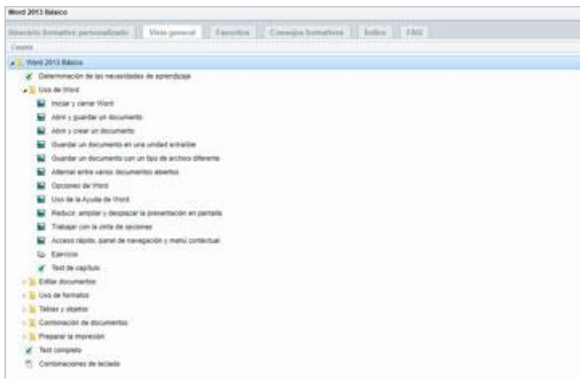 Word 2013 Básico
Itinerario formativo personalizado Vista general Favoritos Consejos formativos Índice FAQ
Carpeta
Word 2013 Básico
Determinación de las necesidades de aprendizaje
Uso de Word
Iniciar y cerrar Word
Abrir y guardar un documento
Abrir y crear un documento
Guardar un documento en una unidad extraíble
Guardar un documento con un tipo de archivo diferente
Alternar entre varios documentos abiertos
Opciones de Word
Uso de la Ayuda de Word
Reducir, ampliar y desplazar la presentación en pantalla
Trabajar con la cinta de opciones
Acceso rápido, panel de navegación y menú contextual
Ejercicio
Test de capítulo
Editar documentos
Uso de formatos
Tablas y objetos
Combinación de documentos
Preparar la impresión
Test completo
Combinaciones de teclado